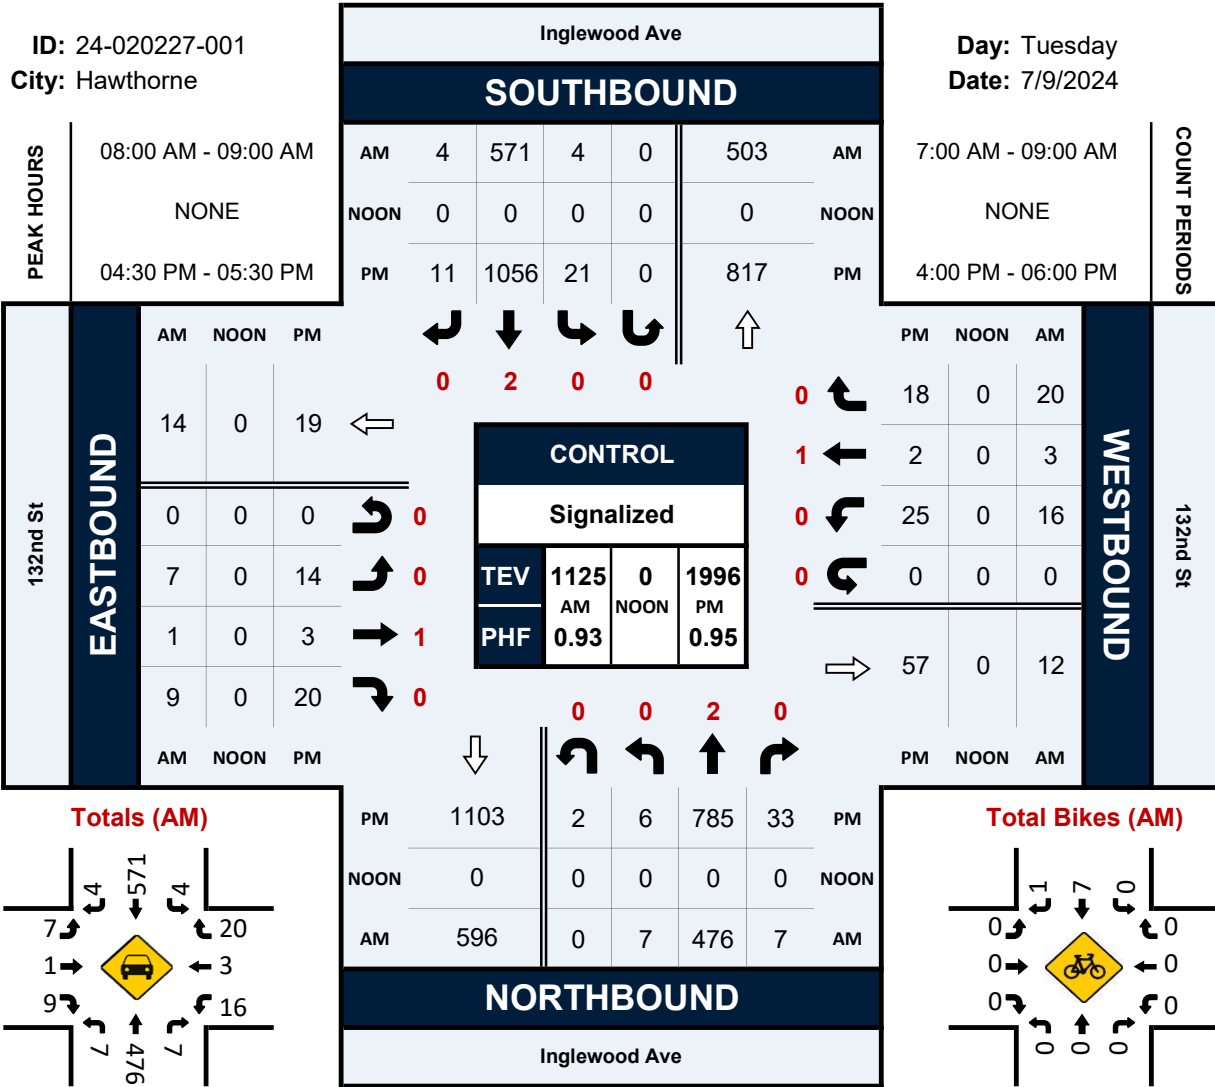 Inglewood Ave
ID: 24-020227-001
Day: Tuesday
City: Hawthorne
Date: 7/9/2024
SOUTHBOUND
PEAK HOURS
08:00 AM - 09:00 AM
NONE
04:30 PM - 05:30 PM
AM 4 571 4 0 503 AM
NOON 0 0 0 0 0 NOON
PM 11 1056 21 0 817 PM
7:00 AM - 09:00 AM
NONE
4:00 PM - 06:00 PM
COUNT PERIODS
0 2 0 0
132nd St
EASTBOUND
AM NOON PM
14 0 19
0 0 0 0
7 0 14 0
1 0 3 1
9 0 20 0
AM NOON PM
CONTROL
Signalized
TEV 1125 0 1996
AM NOON PM
PHF 0.93 0.95
PM NOON AM
0 18 0 20
1 2 0 3
0 25 0 16
0 0 0 0
57 0 12
PM NOON AM
WESTBOUND
132nd St
0 0 2 0
PM 1103 2 6 785 33 PM
NOON 0 0 0 0 0 NOON
AM 596 0 7 476 7 AM
NORTHBOUND
Inglewood Ave
Totals (AM)
4 571 4
7 20
1 3
9 16
7 476 7
Total Bikes (AM)
1 7 0
0 0
0 0
0 0
0 0 0